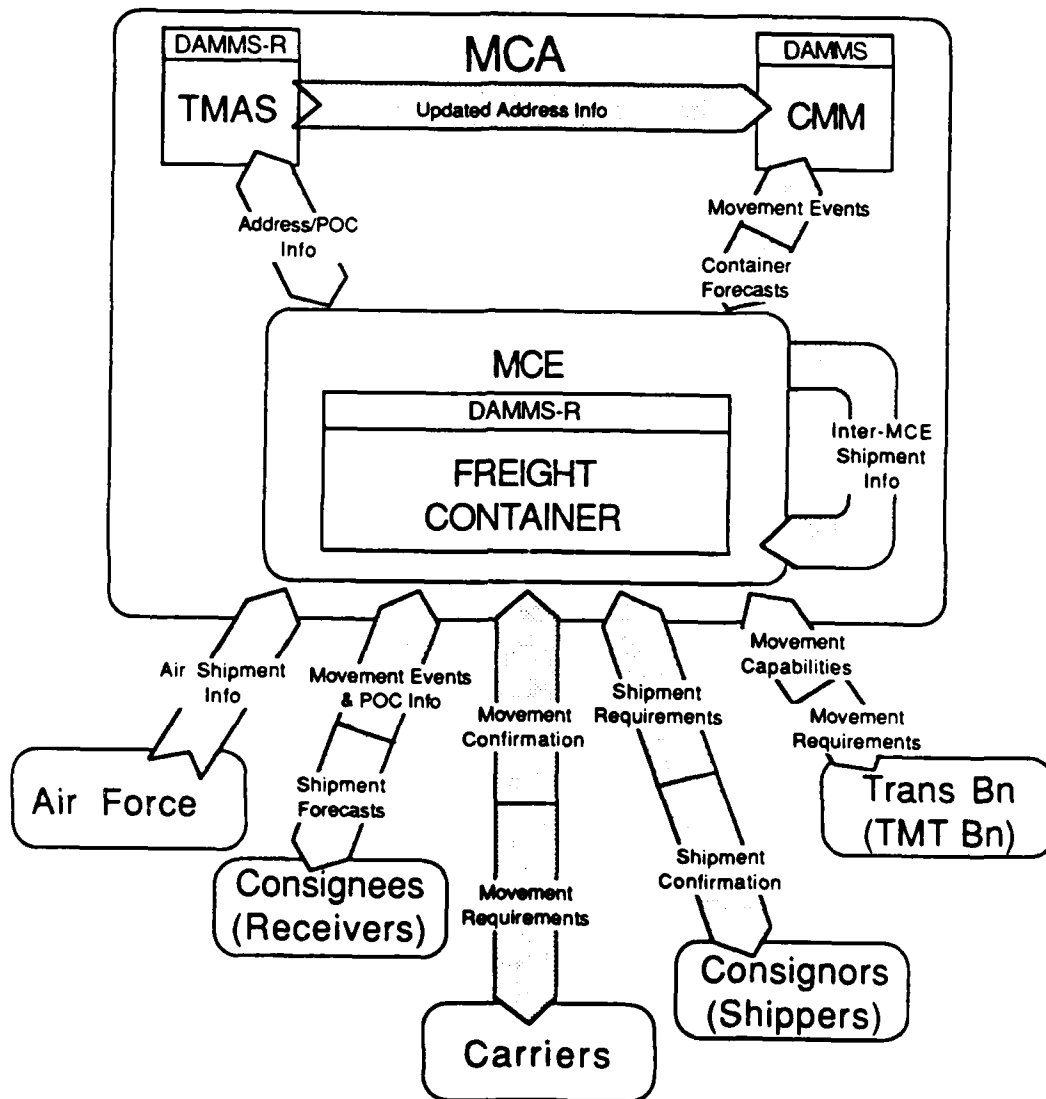 DAMMS-R
MCA
DAMMS
TMAS
Updated Address Info
CMM
Address/POC
Info
Movement Events
Container
Forecasts
MCE
DAMMS-R
FREIGHT
CONTAINER
Inter-MCE
Shipment
Info
Air Shipment
Info
Movement Events
& POC Info
Shipment
Forecasts
Movement
Confirmation
Movement
Requirements
Shipment
Requirements
Shipment
Confirmation
Movement
Capabilities
Movement
Requirements
Air Force
Consignees
(Receivers)
Carriers
Consignors
(Shippers)
Trans Bn
(TMT Bn)